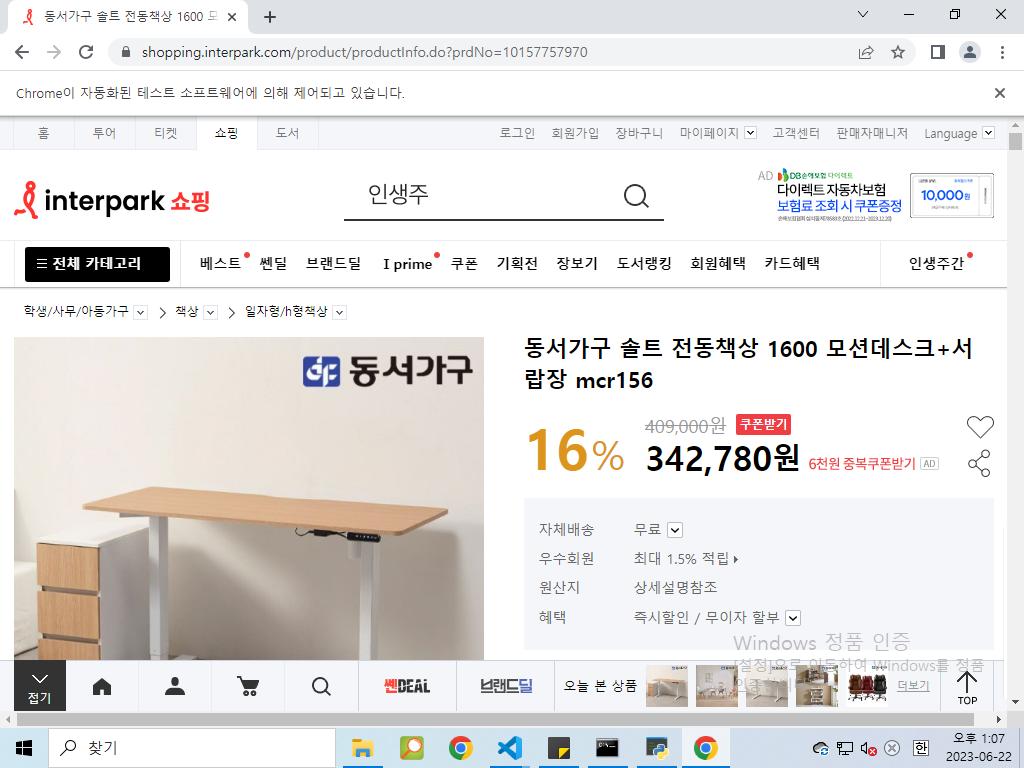 동서가구 솔트 전동책상 1600 모
shopping.interpark.com/product/productInfo.do?prdNo=10157757970
Chrome이 자동화된 테스트 소프트웨어에 의해 제어되고 있습니다.
홈 투어 티켓 쇼핑 도서 로그인 회원가입 장바구니 마이페이지 고객센터 판매자매니저 Language
interpark 쇼핑
인생주
AD DB손해보험 다이렉트
다이렉트 자동차보험
보험료 조회 시 쿠폰증정
10,000원
전체 카테고리 베스트 쎈딜 브랜드딜 I prime 쿠폰 기획전 장보기 도서랭킹 회원혜택 카드혜택 인생주간
학생/사무/아동가구 책상 일자형/h형책상
동서가구
동서가구 솔트 전동책상 1600 모션데스크+서
랍장 mcr156
409,000원 쿠폰받기
16% 342,780원 6천원 중복쿠폰받기 AD
자체배송 무료
우수회원 최대 1.5% 적립
원산지 상세설명참조
혜택 즉시할인 / 무이자 할부
Windows 정품 인증
[설정]으로 이동하여 Windows를 정품
접기 쎈DEAL 브랜드딜 오늘 본 상품 더보기 TOP
찾기
한
오후 1:07
2023-06-22